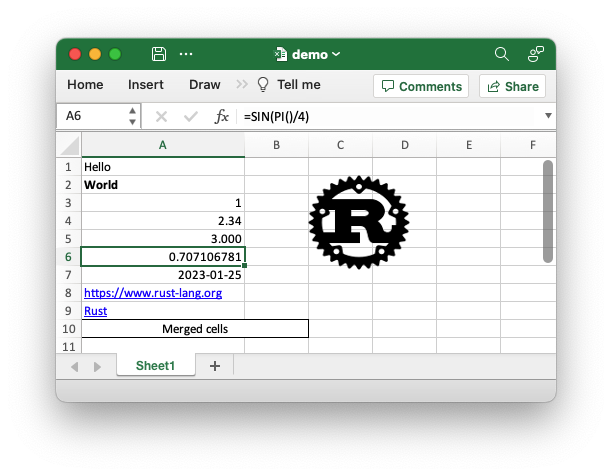 demo
Home Insert Draw Tell me Comments Share
A6 fx =SIN(PI()/4)
A B C D E F
1 Hello
2 World
3 1
4 2.34
5 3.000
6 0.707106781
7 2023-01-25
8 https://www.rust-lang.org
9 Rust
10 Merged cells
11
R
Sheet1